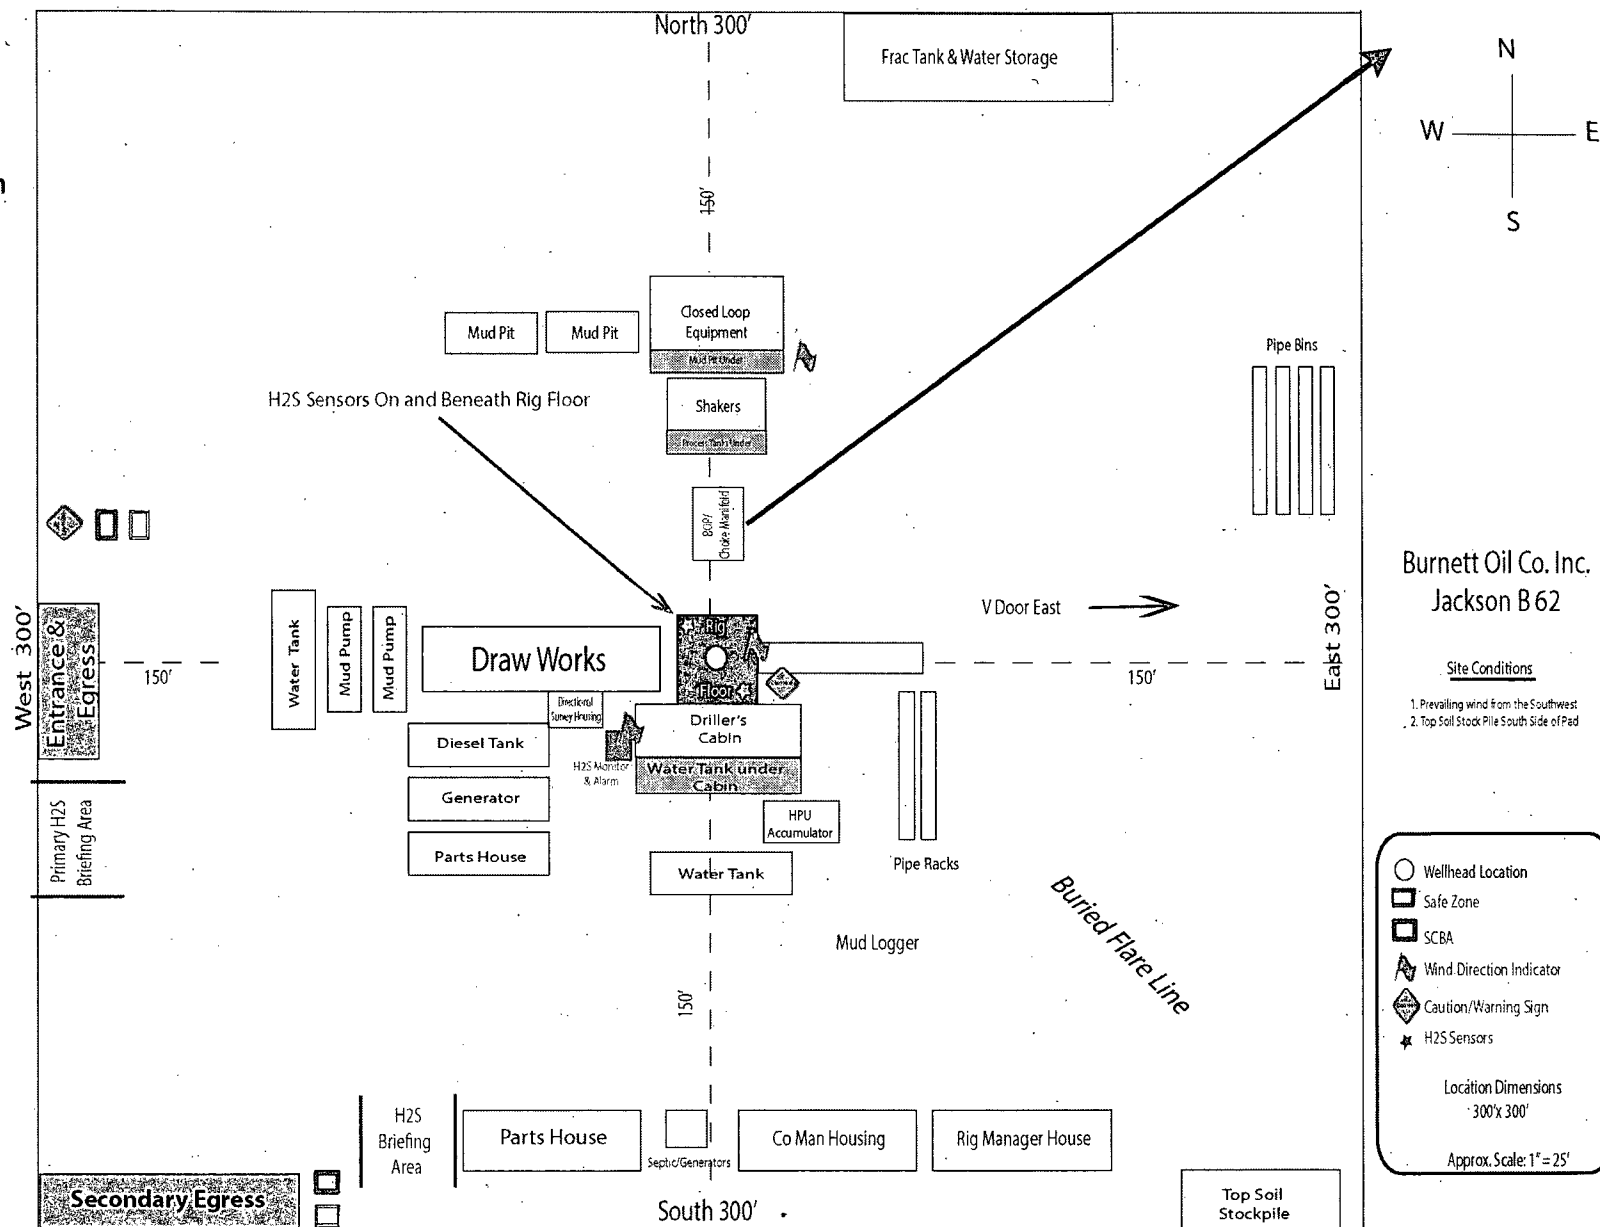 North 300'
Frac Tank & Water Storage
N
W
E
S
150'
Closed Loop
Equipment
Mud Pit Under
Mud Pit
Mud Pit
Pipe Bins
H2S Sensors On and Beneath Rig Floor
Shakers
Process Tanks Under
BOP/
Choke Manifold
Burnett Oil Co. Inc.
Jackson B 62
V Door East
West 300'
Entrance &
Egress
150'
Water Tank
Mud Pump
Mud Pump
Draw Works
Rig
Floor
150'
East 300'
Site Conditions
1. Prevailing wind from the Southwest
2. Top Soil Stock Pile South Side of Pad
Directional
Survey Housing
Driller's
Cabin
Diesel Tank
H2S Monitor
& Alarm
Water Tank under
Cabin
Generator
HPU
Accumulator
Primary H2S
Briefing Area
Parts House
Water Tank
Pipe Racks
Buried Flare Line
Mud Logger
150'
Wellhead Location
Safe Zone
SCBA
Wind Direction Indicator
Caution/Warning Sign
H2S Sensors
Location Dimensions
300'x 300'
Approx. Scale: 1" = 25'
H2S
Briefing
Area
Parts House
Septic/Generators
Co Man Housing
Rig Manager House
Secondary Egress
South 300'
Top Soil
Stockpile